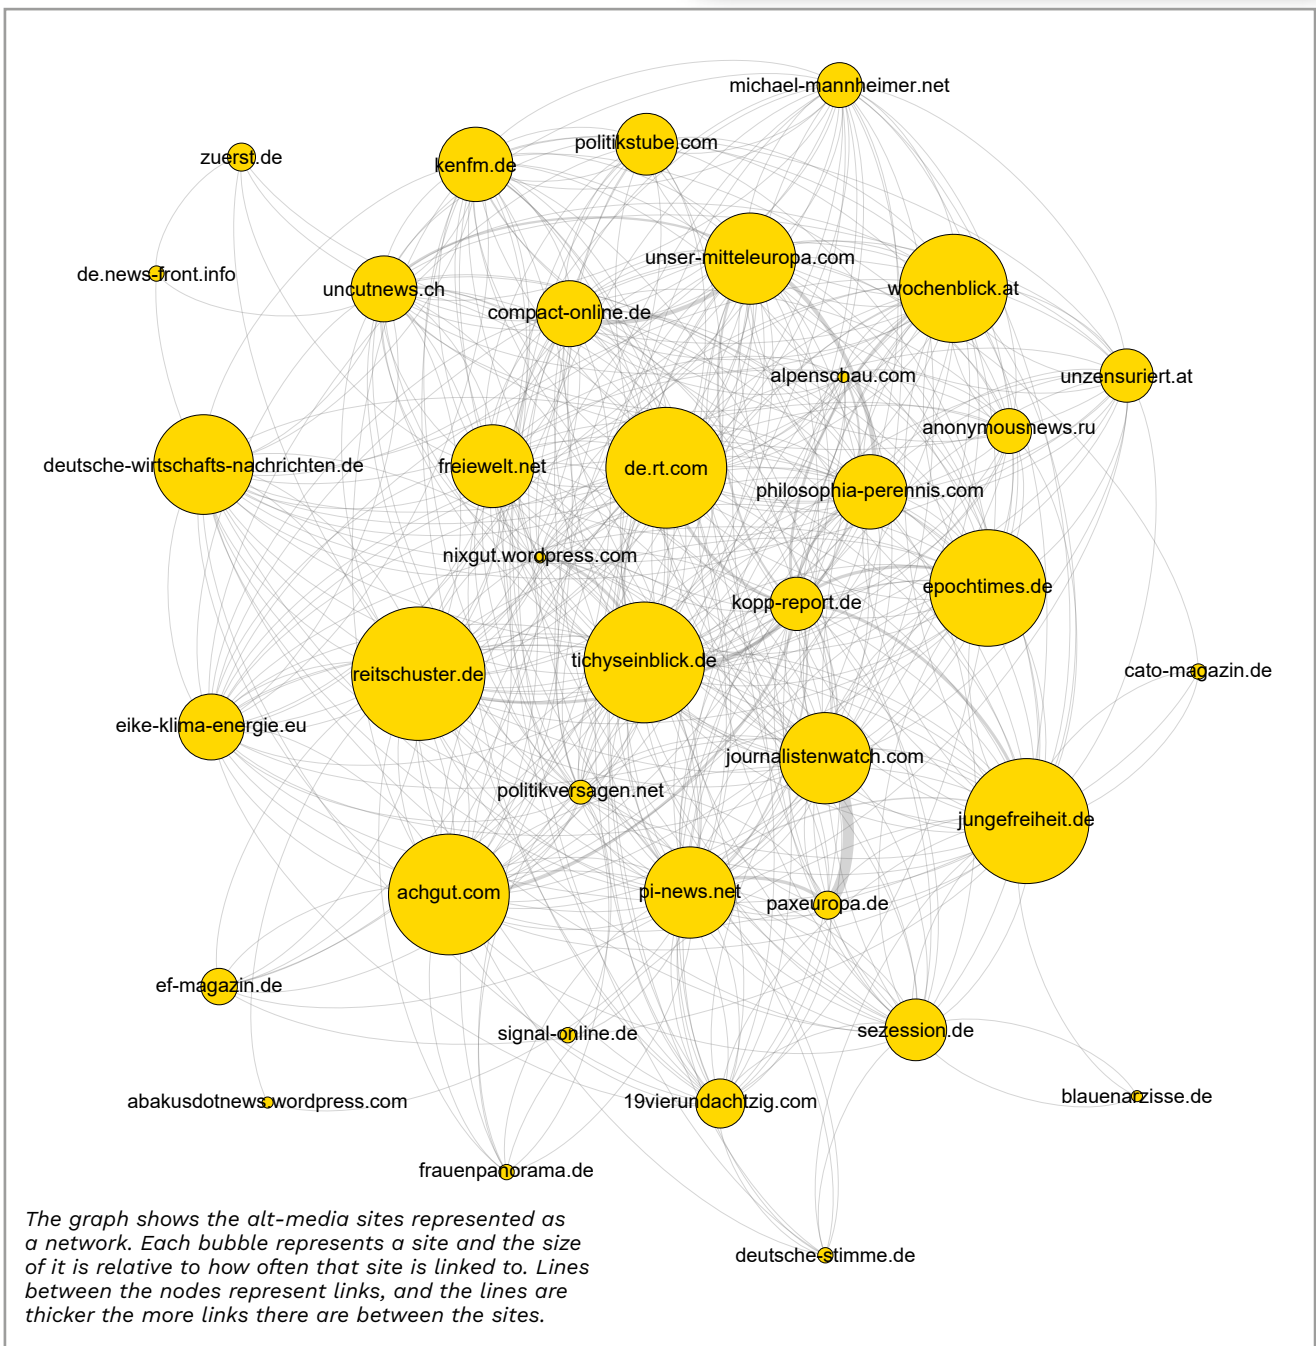 michael-mannheimer.net
politikstube.com
zuerst.de
kenfm.de
unser-mitteleuropa.com
de.news-front.info
uncutnews.ch
wochenblick.at
compact-online.de
alpenschau.com
unzensuriert.at
anonymousnews.ru
deutsche-wirtschafts-nachrichten.de
freiewelt.net
de.rt.com
philosophia-perennis.com
nixgut.wordpress.com
epochtimes.de
kopp-report.de
tichyseinblick.de
cato-magazin.de
reitschuster.de
eike-klima-energie.eu
journalistenwatch.com
politikversagen.net
jungefreiheit.de
achgut.com
pi-news.net
paxeuropa.de
ef-magazin.de
signal-online.de
sezession.de
blauenarzisse.de
abakusdotnews.wordpress.com
19vierundachtzig.com
frauenpanorama.de
deutsche-stimme.de
The graph shows the alt-media sites represented as
a network. Each bubble represents a site and the size
of it is relative to how often that site is linked to. Lines
between the nodes represent links, and the lines are
thicker the more links there are between the sites.